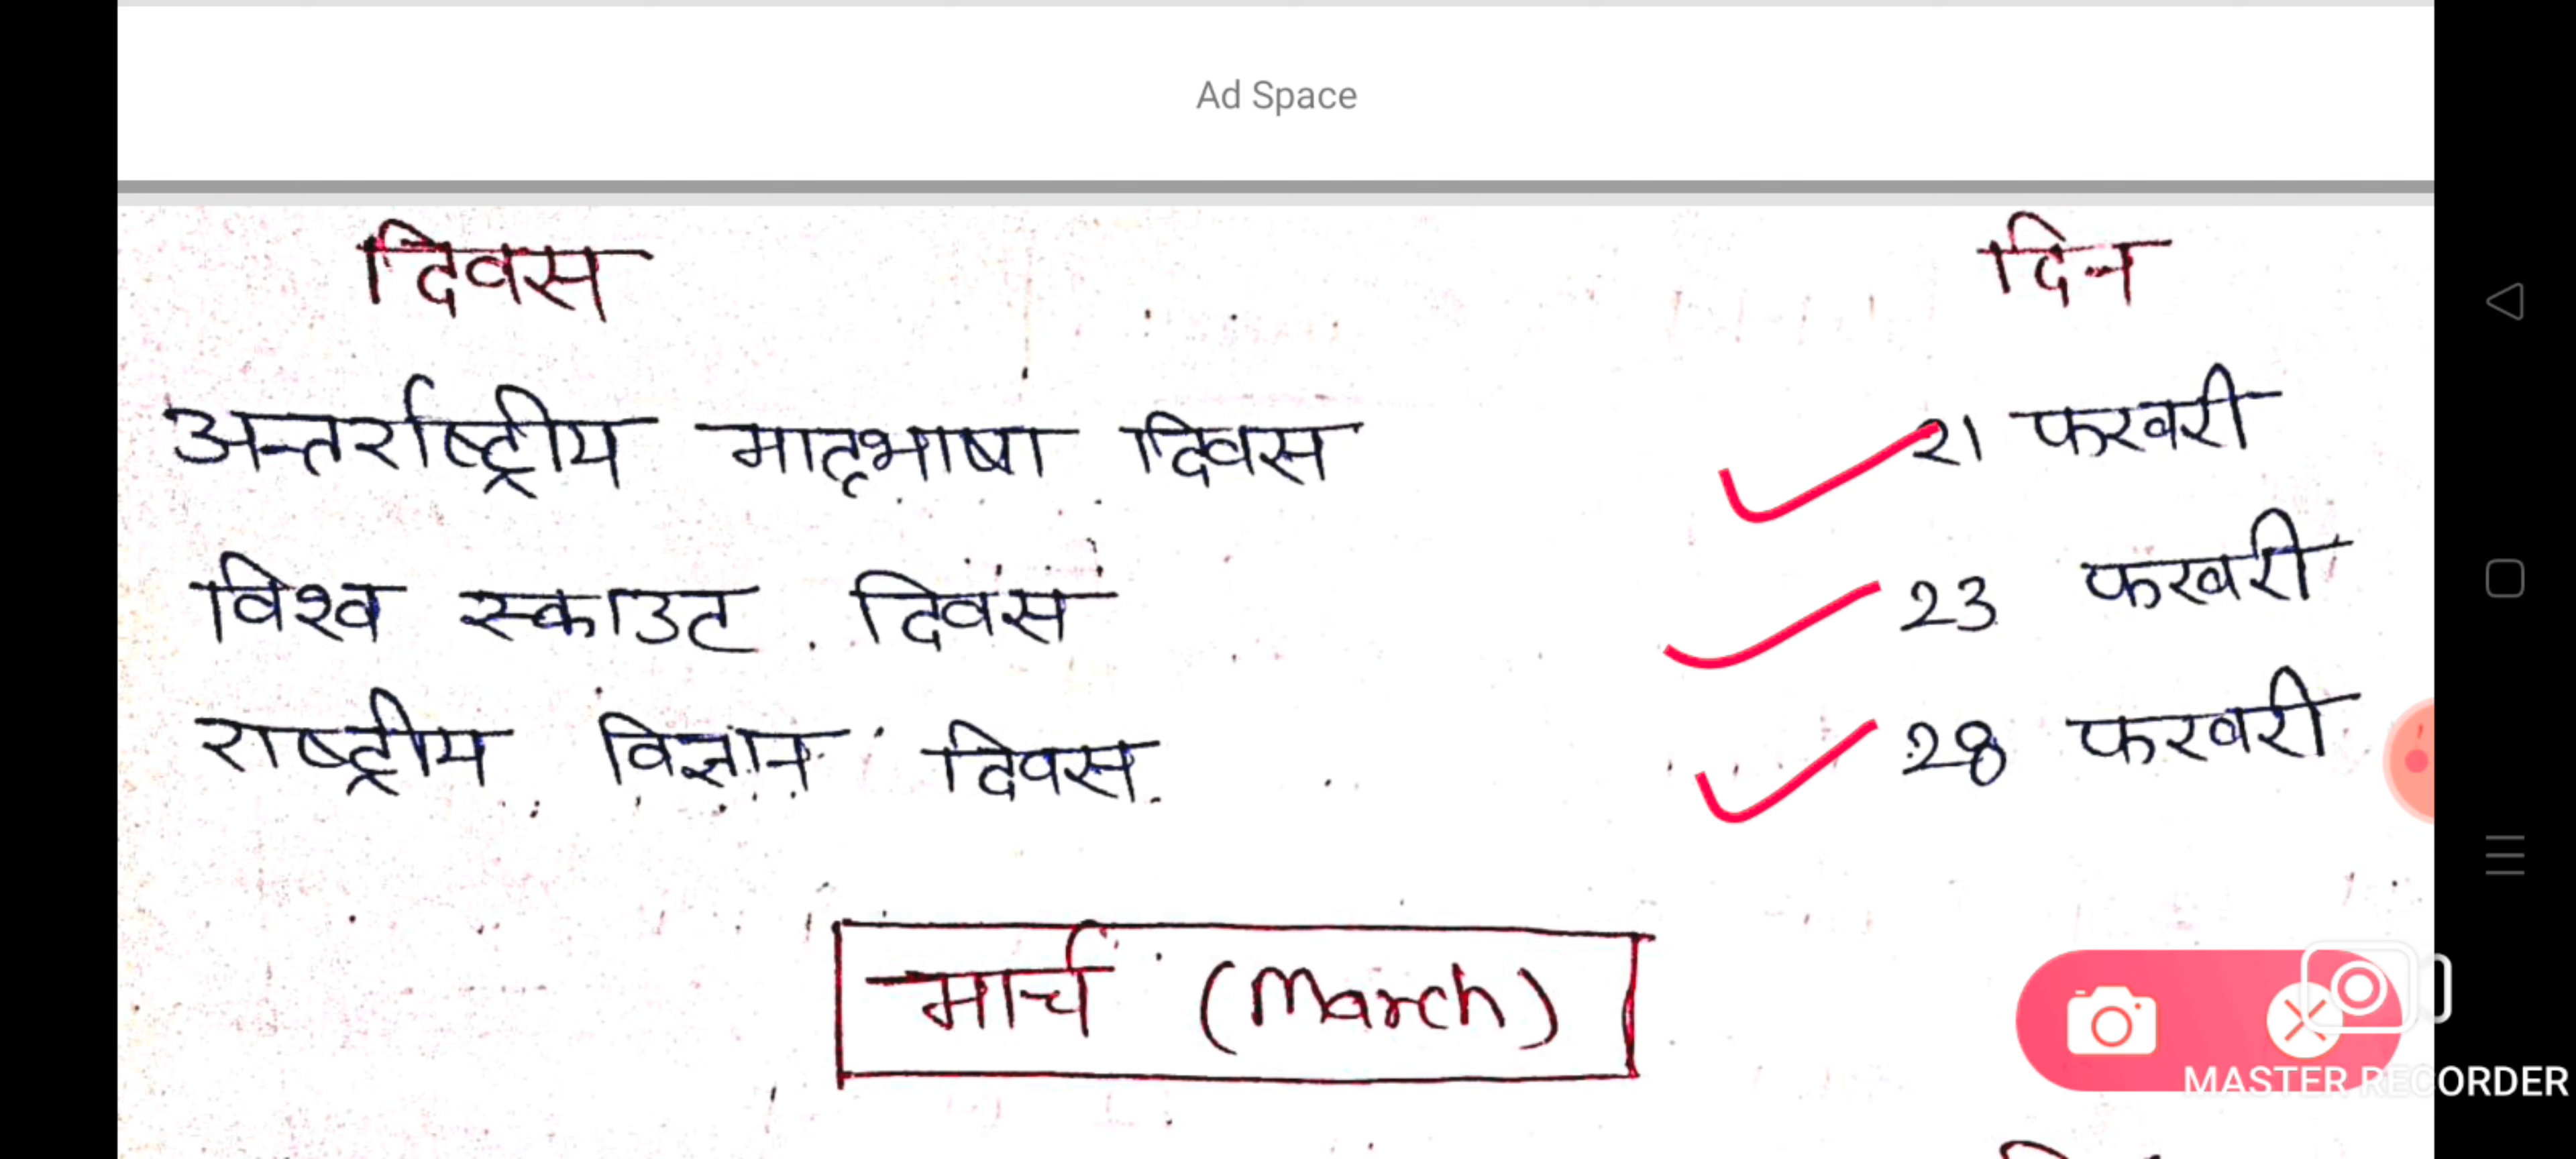 Ad Space
दिवस दिन
अन्तर्राष्ट्रीय मातृभाषा दिवस 21 फरवरी
विश्व स्काउट दिवस 23 फरवरी
राष्ट्रीय विज्ञान दिवस 28 फरवरी
मार्च (March)
MASTER RECORDER